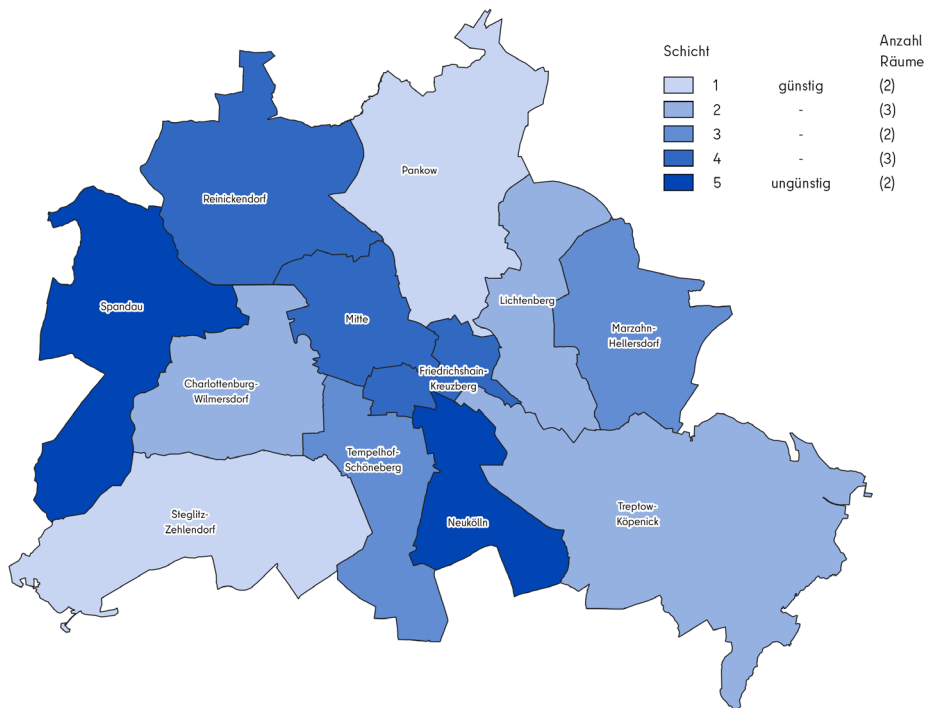 Schicht
Anzahl
Räume
1 günstig (2)
2 - (3)
3 - (2)
4 - (3)
5 ungünstig (2)
Pankow
Reinickendorf
Spandau
Mitte
Lichtenberg
Marzahn-
Hellersdorf
Charlottenburg-
Wilmersdorf
Friedrichshain-
Kreuzberg
Tempelhof-
Schöneberg
Steglitz-
Zehlendorf
Neukölln
Treptow-
Köpenick